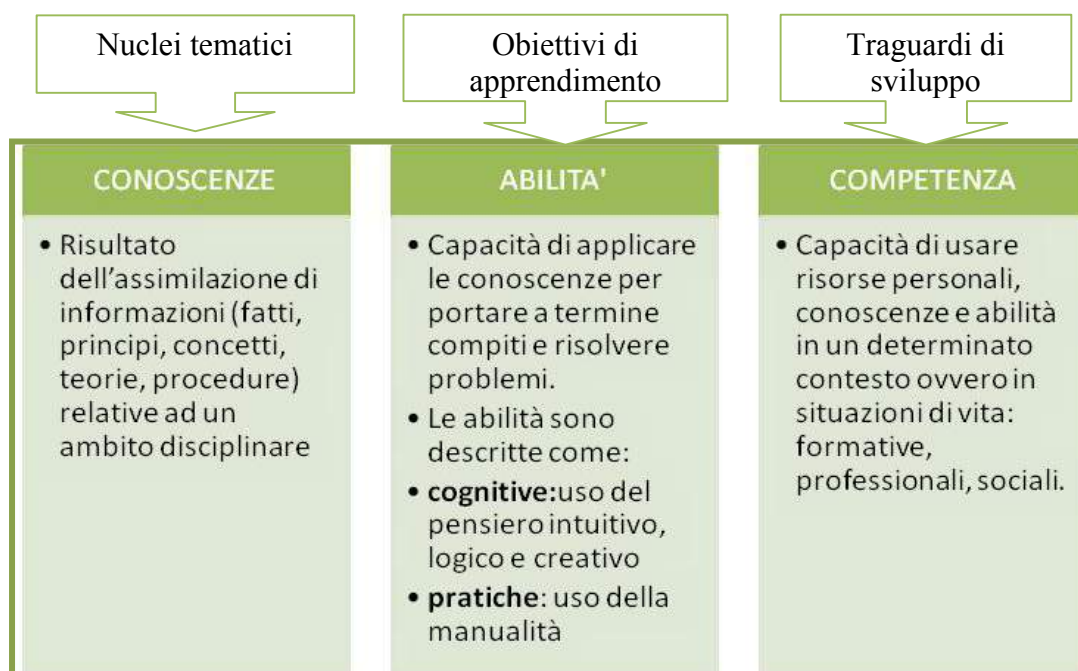 Nuclei tematici
Obiettivi di
apprendimento
Traguardi di
sviluppo
CONOSCENZE
• Risultato
dell'assimilazione di
informazioni (fatti,
principi, concetti,
teorie, procedure)
relative ad un
ambito disciplinare
ABILITA'
• Capacità di applicare
le conoscenze per
portare a termine
compiti e risolvere
problemi.
• Le abilità sono
descritte come:
• cognitive:uso del
pensiero intuitivo,
logico e creativo
• pratiche: uso della
manualità
COMPETENZA
• Capacità di usare
risorse personali,
conoscenze e abilità
in un determinato
contesto ovvero in
situazioni di vita:
formative,
professionali, sociali.